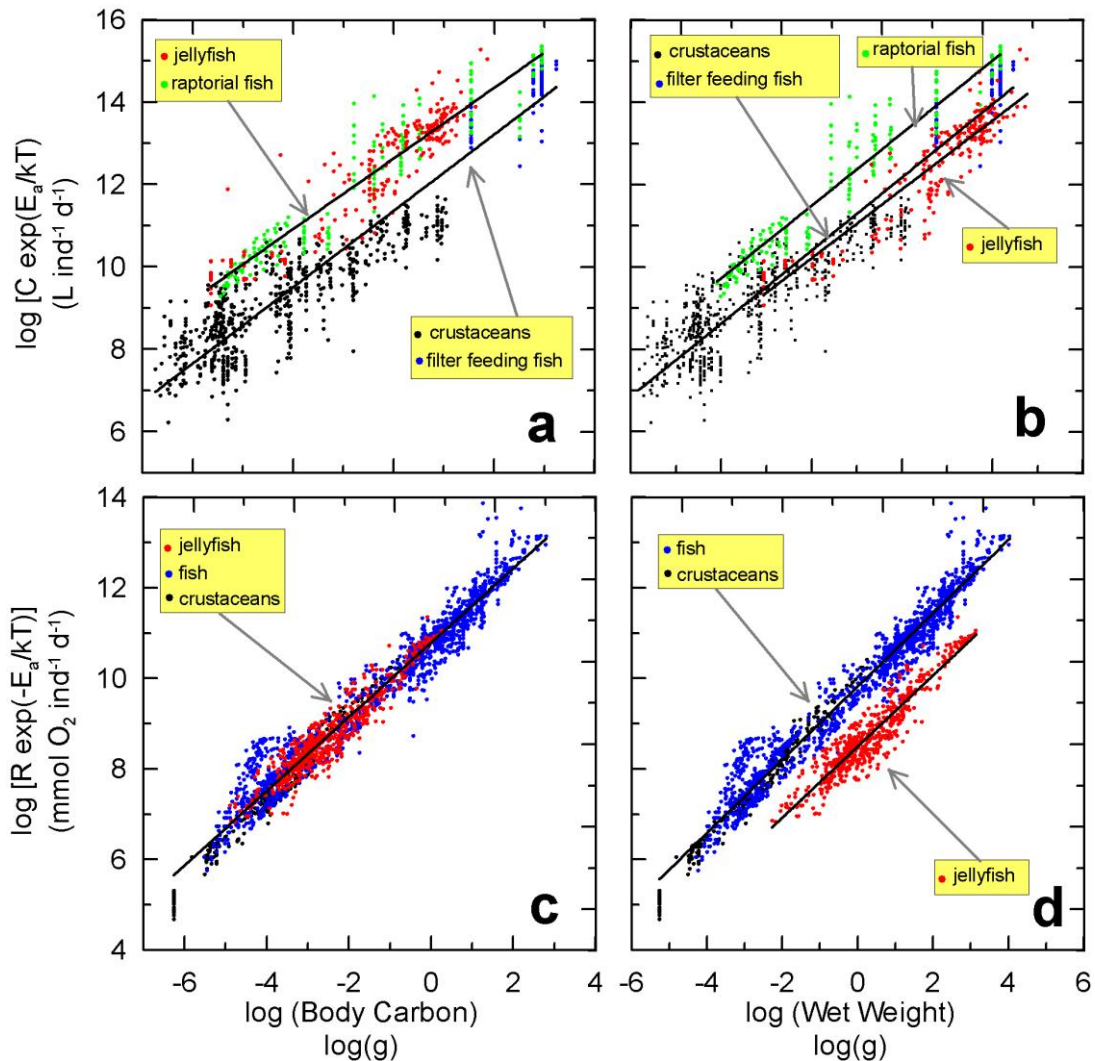 16
14
12
10
8
6
log [C exp(Eₐ/kT)]
(L ind⁻¹ d⁻¹)
jellyfish
raptorial fish
crustaceans
filter feeding fish
a
crustaceans
filter feeding fish
raptorial fish
jellyfish
b
14
12
10
8
6
4
log [R exp(-Eₐ/kT)]
(mmol O₂ ind⁻¹ d⁻¹)
jellyfish
fish
crustaceans
c
fish
crustaceans
jellyfish
d
-6 -4 -2 0 2 4
log (Body Carbon)
log(g)
-6 -4 -2 0 2 4 6
log (Wet Weight)
log(g)